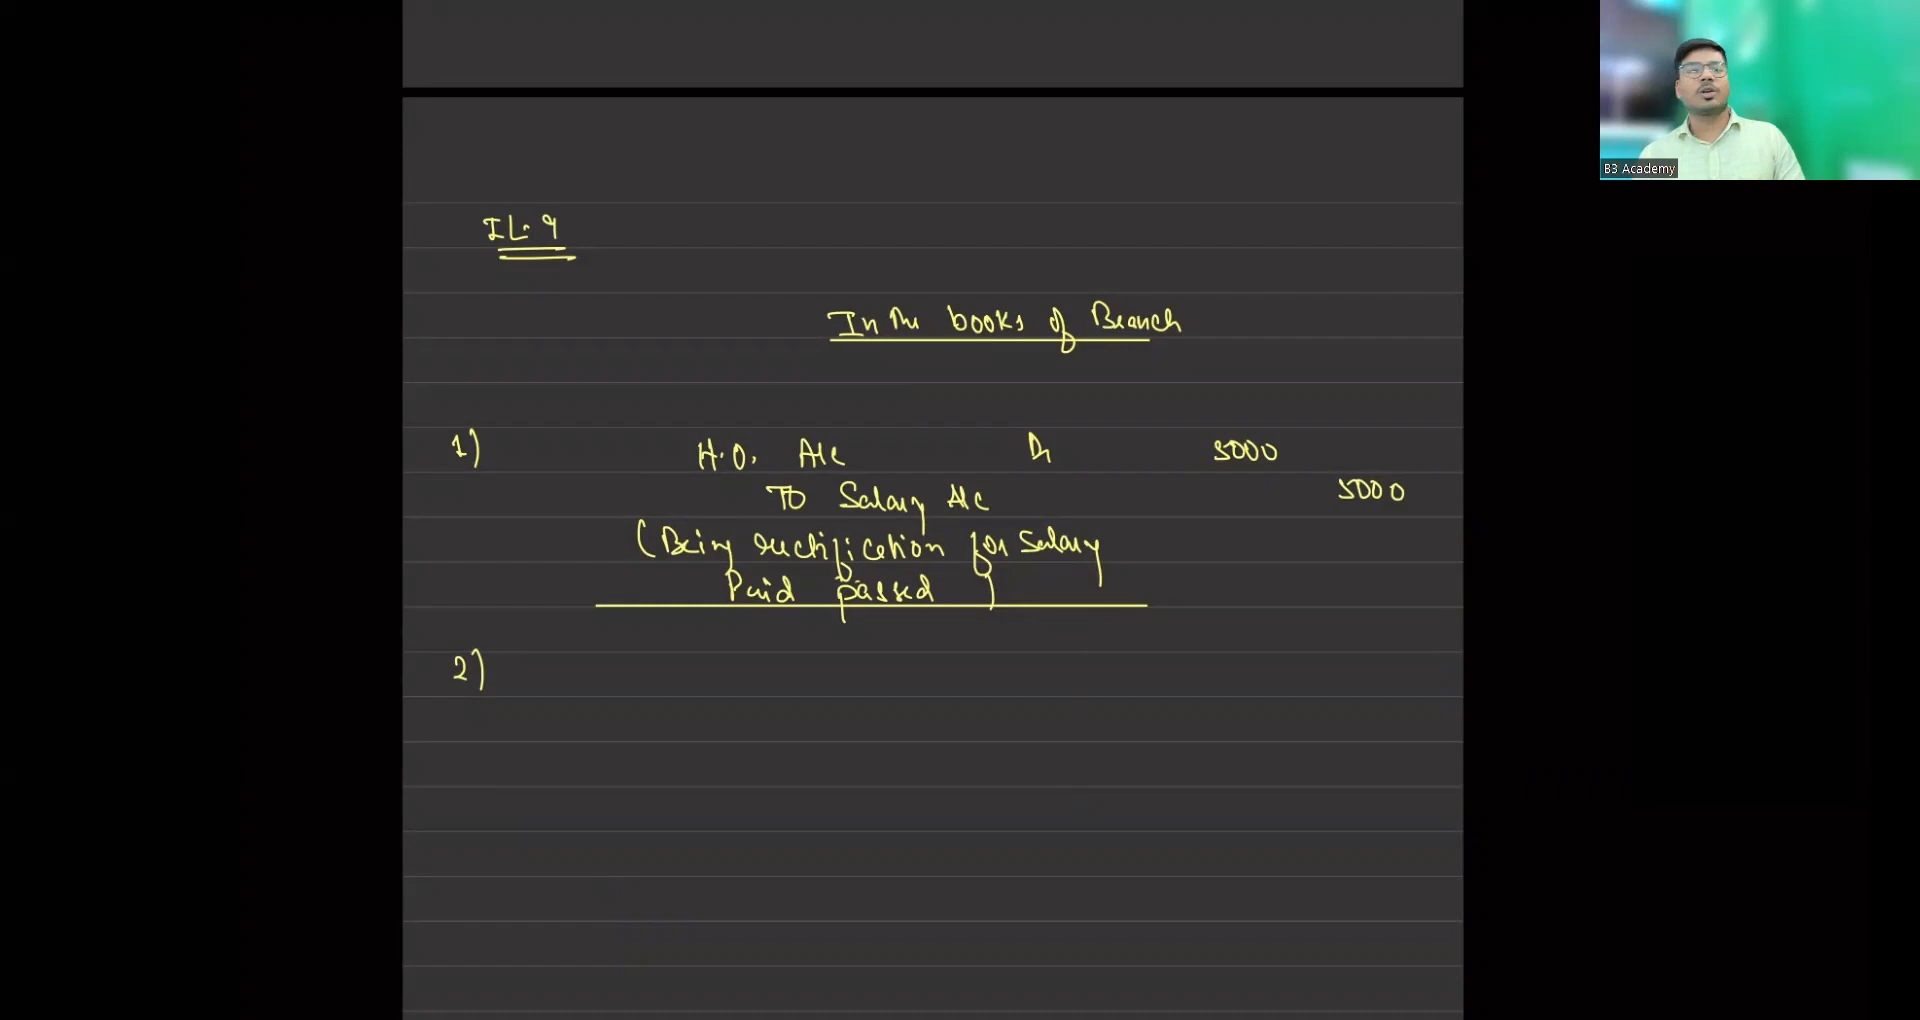 B3 Academy
IL-9
In the books of Branch
1) H.O. A/c Dr 5000
To Salary A/c 5000
(Being rectification for Salary
Paid passed)
2)